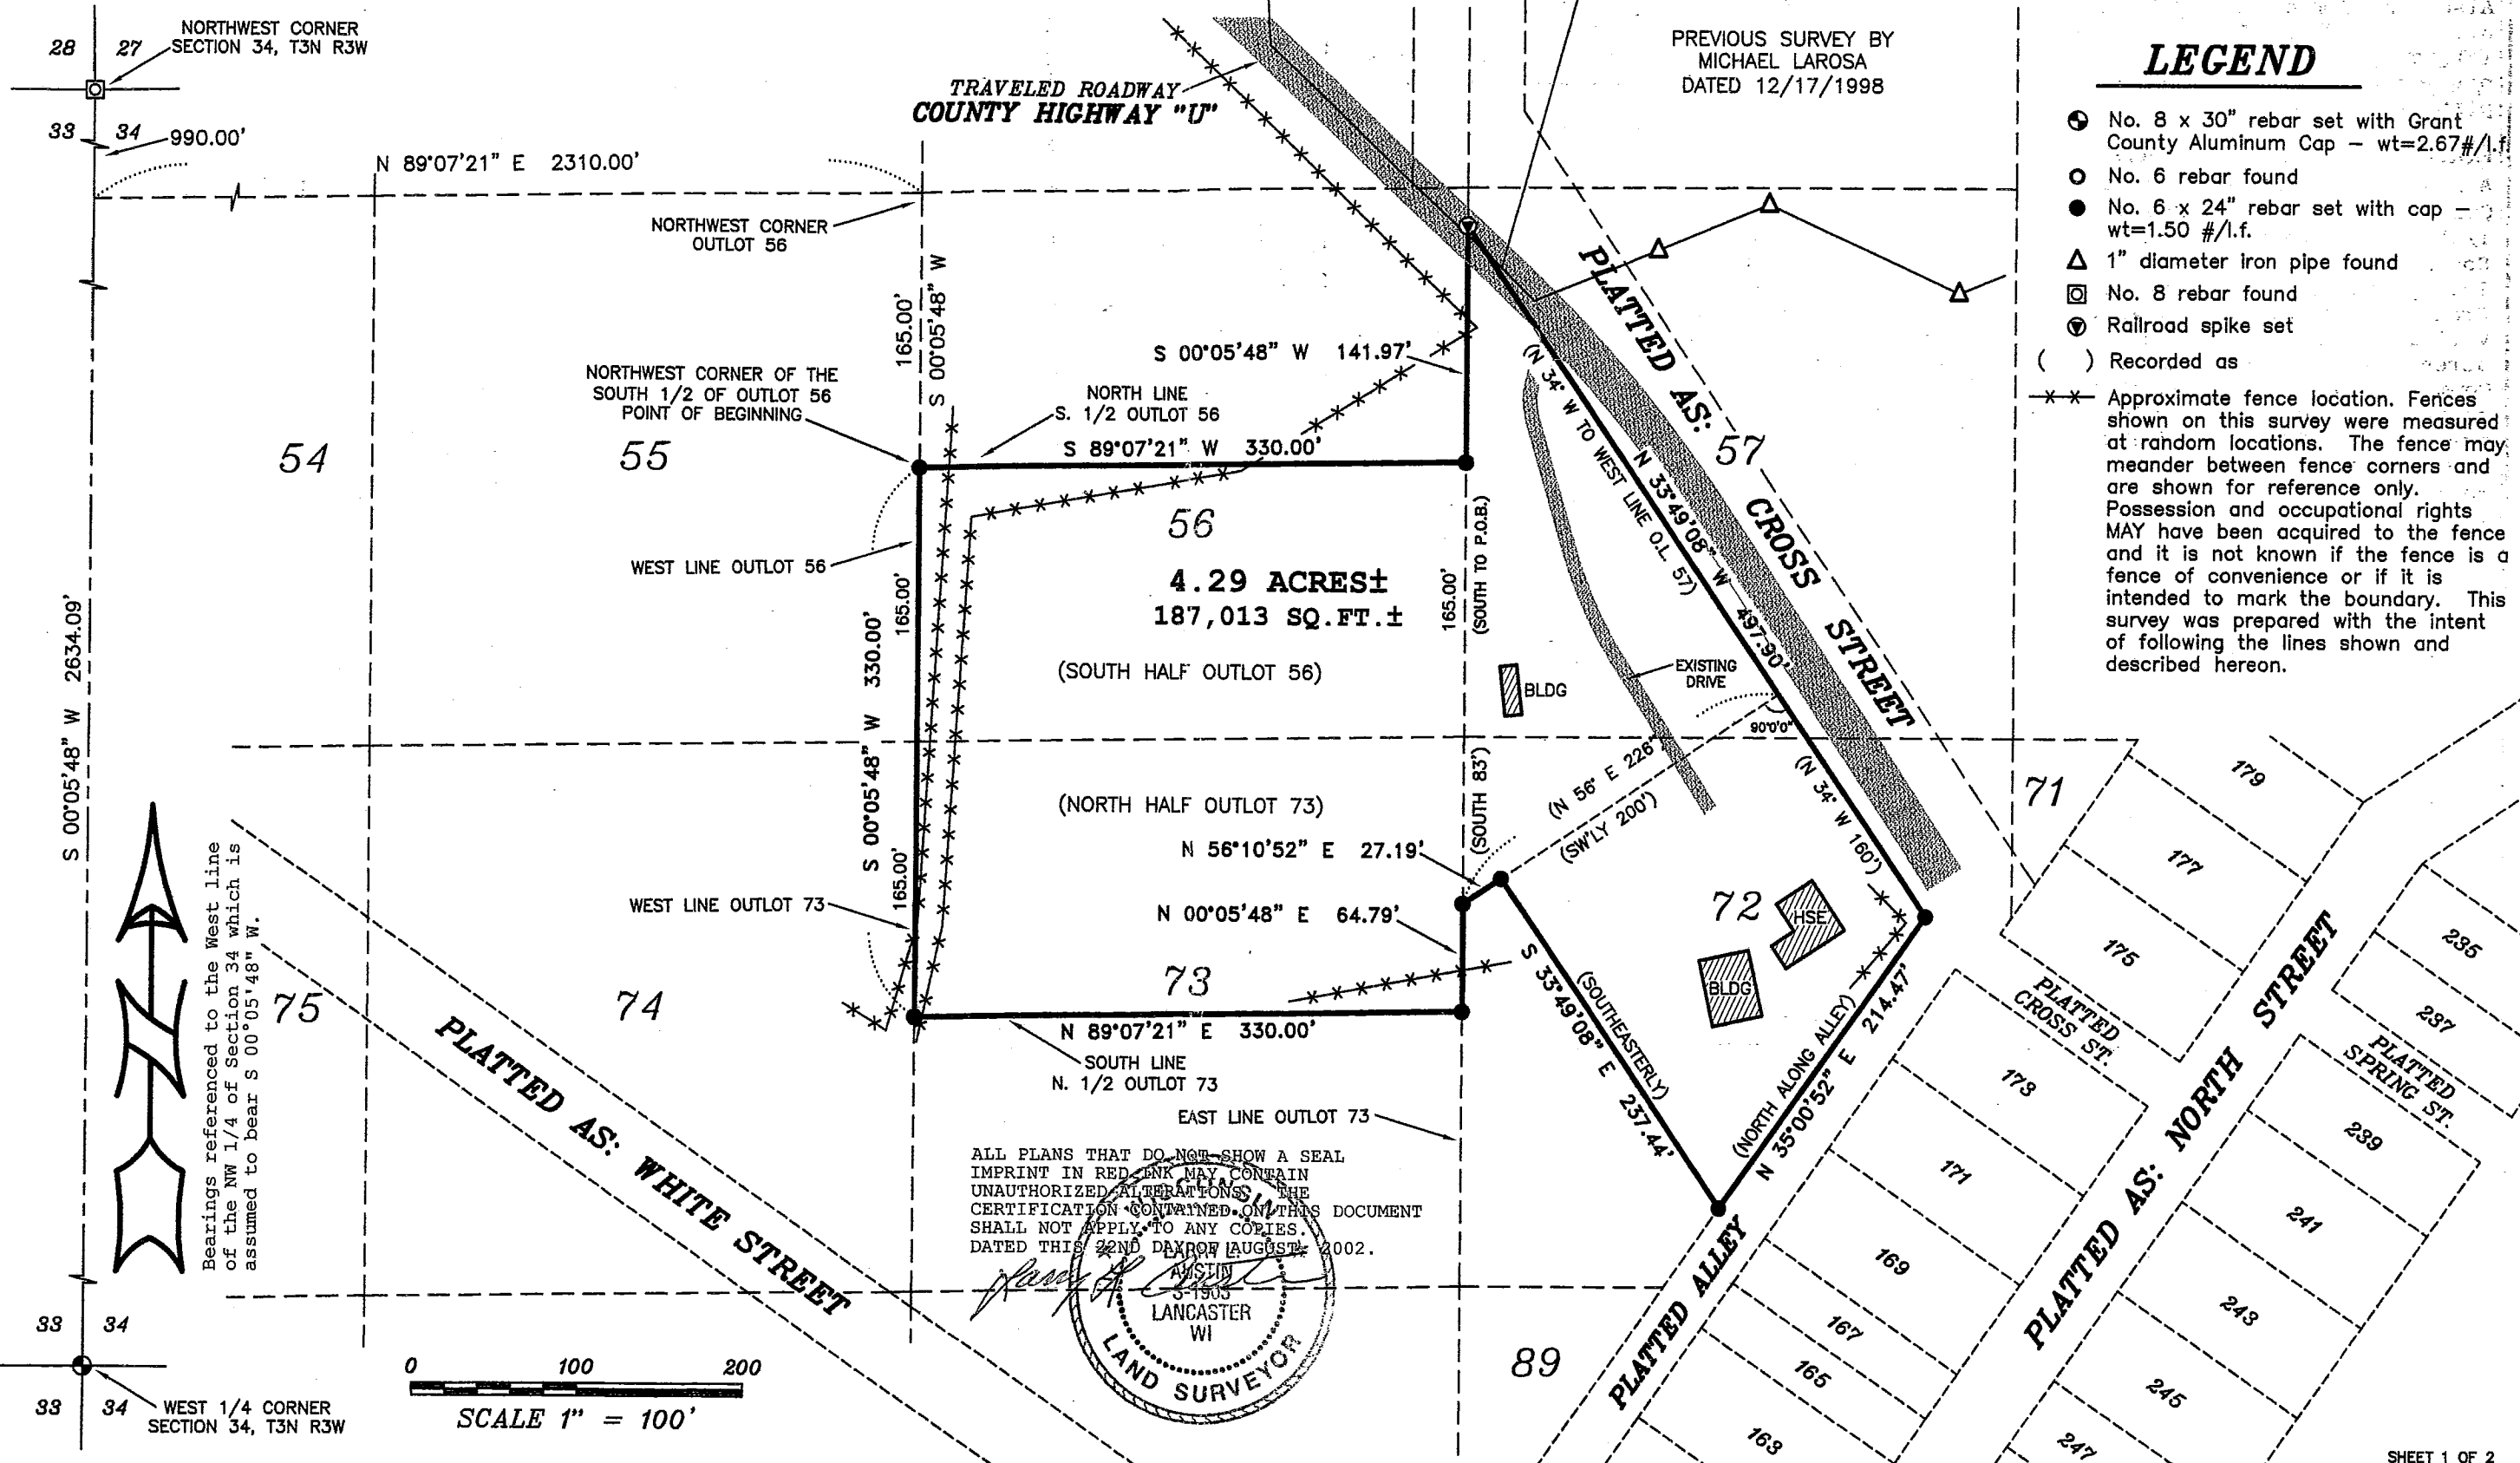 28
27
NORTHWEST CORNER
SECTION 34, T3N R3W
33
34
990.00'
N 89°07'21" E 2310.00'
TRAVELED ROADWAY
COUNTY HIGHWAY "U"
PREVIOUS SURVEY BY
MICHAEL LAROSA
DATED 12/17/1998
LEGEND
No. 8 x 30" rebar set with Grant
County Aluminum Cap – wt=2.67#/l.f
No. 6 rebar found
No. 6 x 24" rebar set with cap –
wt=1.50 #/l.f.
1" diameter iron pipe found
No. 8 rebar found
Railroad spike set
( ) Recorded as
Approximate fence location. Fences
shown on this survey were measured
at random locations. The fence may
meander between fence corners and
are shown for reference only.
Possession and occupational rights
MAY have been acquired to the fence
and it is not known if the fence is a
fence of convenience or if it is
intended to mark the boundary. This
survey was prepared with the intent
of following the lines shown and
described hereon.
NORTHWEST CORNER
OUTLOT 56
165.00'
S 00°05'48" W
NORTHWEST CORNER OF THE
SOUTH 1/2 OF OUTLOT 56
POINT OF BEGINNING
S 00°05'48" W 141.97'
NORTH LINE
S. 1/2 OUTLOT 56
S 89°07'21" W 330.00'
54
55
56
57
PLATTED AS: CROSS STREET
(N 34° W TO WEST LINE O.L. 57)
N 33°49'08" W 497.90'
WEST LINE OUTLOT 56
4.29 ACRES±
187,013 SQ.FT.±
(SOUTH HALF OUTLOT 56)
165.00'
S 00°05'48" W 330.00'
165.00'
(SOUTH TO P.O.B.)
BLDG
EXISTING
DRIVE
90°0'0"
S 00°05'48" W 2634.09'
(NORTH HALF OUTLOT 73)
(SOUTH 83')
(N 56° E 226'
(SW'LY 200')
(N 34° W 160')
N 56°10'52" E 27.19'
165.00'
WEST LINE OUTLOT 73
N 00°05'48" E 64.79'
71
72
HSE
BLDG
73
74
75
N 89°07'21" E 330.00'
SOUTH LINE
N. 1/2 OUTLOT 73
EAST LINE OUTLOT 73
S 33°49'08" E 237.44'
(SOUTHEASTERLY)
(NORTH ALONG ALLEY)
N 35°00'52" E 214.47'
Bearings referenced to the West line
of the NW 1/4 of Section 34 which is
assumed to bear S 00°05'48" W.
PLATTED AS: WHITE STREET
ALL PLANS THAT DO NOT SHOW A SEAL
IMPRINT IN RED INK MAY CONTAIN
UNAUTHORIZED ALTERATIONS. THE
CERTIFICATION CONTAINED ON THIS DOCUMENT
SHALL NOT APPLY TO ANY COPIES.
DATED THIS 22ND DAY OF AUGUST, 2002.
WISCONSIN
LARRY L.
AUSTIN
S-1903
LANCASTER
WI
LAND SURVEYOR
179
177
175
PLATTED
CROSS ST.
173
171
169
167
165
163
PLATTED ALLEY
89
PLATTED AS: NORTH STREET
235
237
PLATTED
SPRING ST.
239
241
243
245
247
33
34
33
34
WEST 1/4 CORNER
SECTION 34, T3N R3W
0 100 200
SCALE 1" = 100'
SHEET 1 OF 2